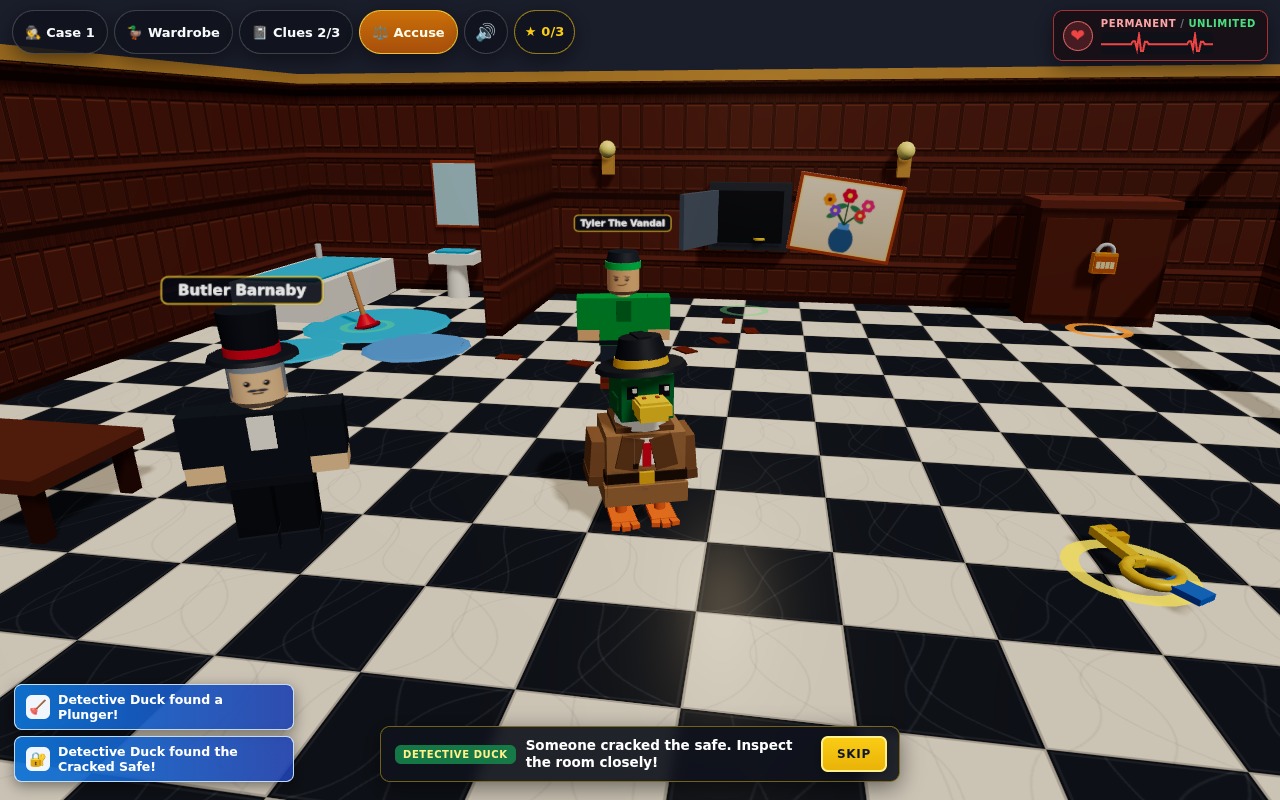 Case 1
Wardrobe
Clues 2/3
Accuse
★ 0/3
PERMANENT / UNLIMITED
Tyler The Vandal
Butler Barnaby
Detective Duck found a
Plunger!
Detective Duck found the
Cracked Safe!
DETECTIVE DUCK
Someone cracked the safe. Inspect
the room closely!
SKIP